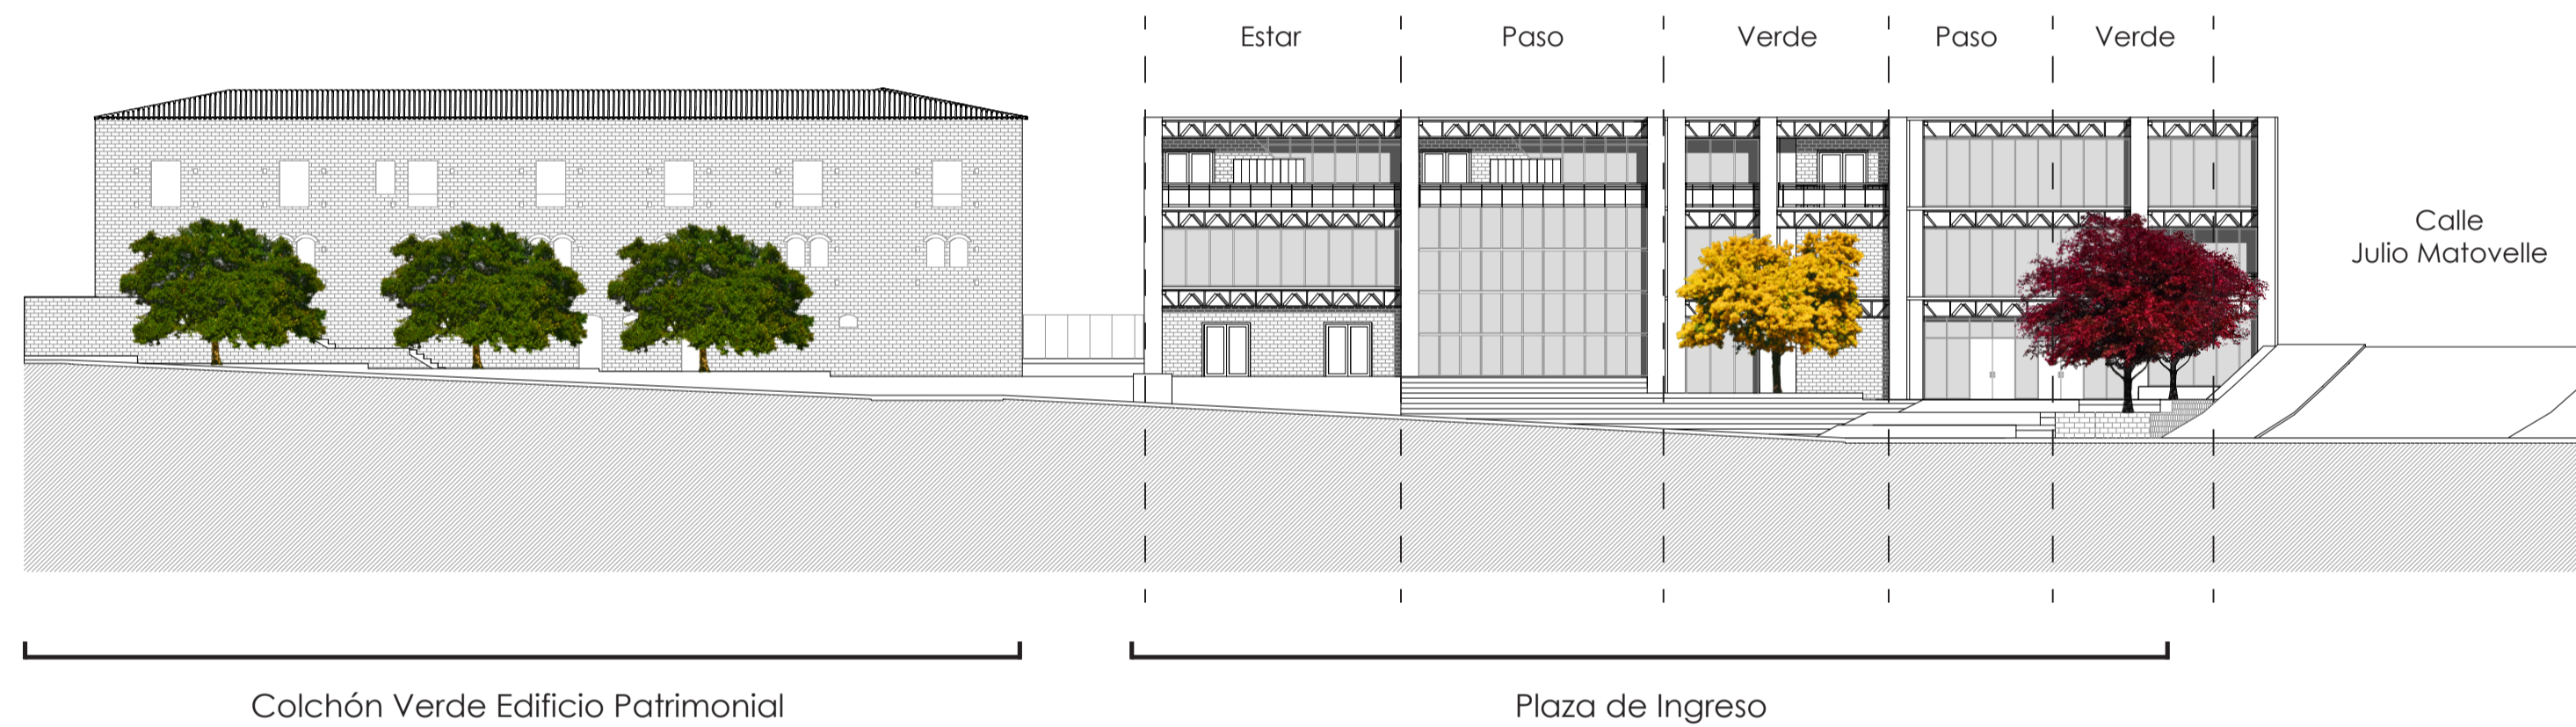 Estar
Paso
Verde
Paso
Verde
Calle
Julio Matovelle
Colchón Verde Edificio Patrimonial
Plaza de Ingreso